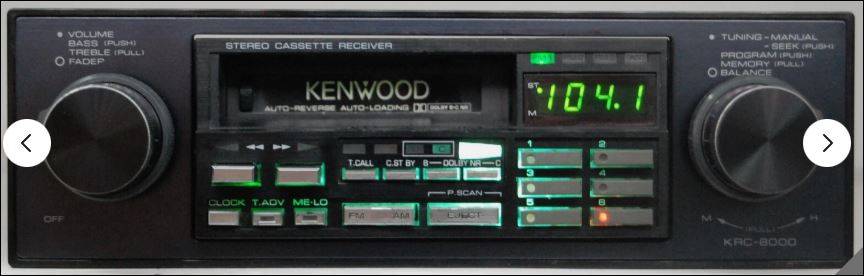 VOLUME
BASS (PUSH)
TREBLE (PULL)
FADER
OFF
STEREO CASSETTE RECEIVER
KENWOOD
AUTO-REVERSE AUTO-LOADING DOLBY B-C NR
ST
M
104.1
T.CALL C.ST BY B DOLBY NR C
CLOCK T.ADV ME-LO
P.SCAN
FM AM
EJECT
1 2
3 4
5 6
TUNING - MANUAL
- SEEK (PUSH)
PROGRAM (PUSH)
MEMORY (PULL)
BALANCE
M (PULL) H
KRC-8000